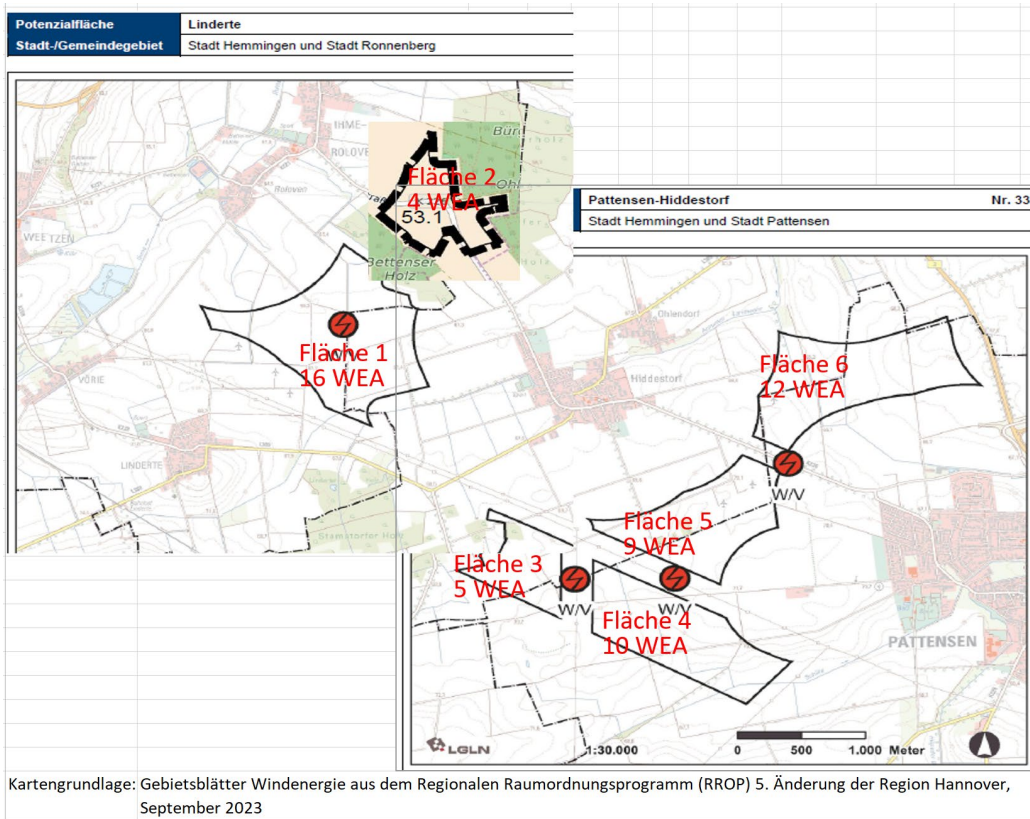 Potenzialfläche Linderte
Stadt-/Gemeindegebiet Stadt Hemmingen und Stadt Ronnenberg
IHME-
ROLOVEN
Roloven
Fläche 2
4 WEA
53.1
WEETZEN
Bettenser
Holz
Pattensen-Hiddestorf Nr. 33
Stadt Hemmingen und Stadt Pattensen
Fläche 1
16 WEA
W/V
VÖRIE
LINDERTE
Ohlendorf
Hiddestorf
Fläche 6
12 WEA
W/V
Stamstorfer Holz
Fläche 5
9 WEA
Fläche 3
5 WEA
W/V
W/V
Fläche 4
10 WEA
PATTENSEN
LGLN
1:30.000
0 500 1.000 Meter
Kartengrundlage: Gebietsblätter Windenergie aus dem Regionalen Raumordnungsprogramm (RROP) 5. Änderung der Region Hannover,
September 2023